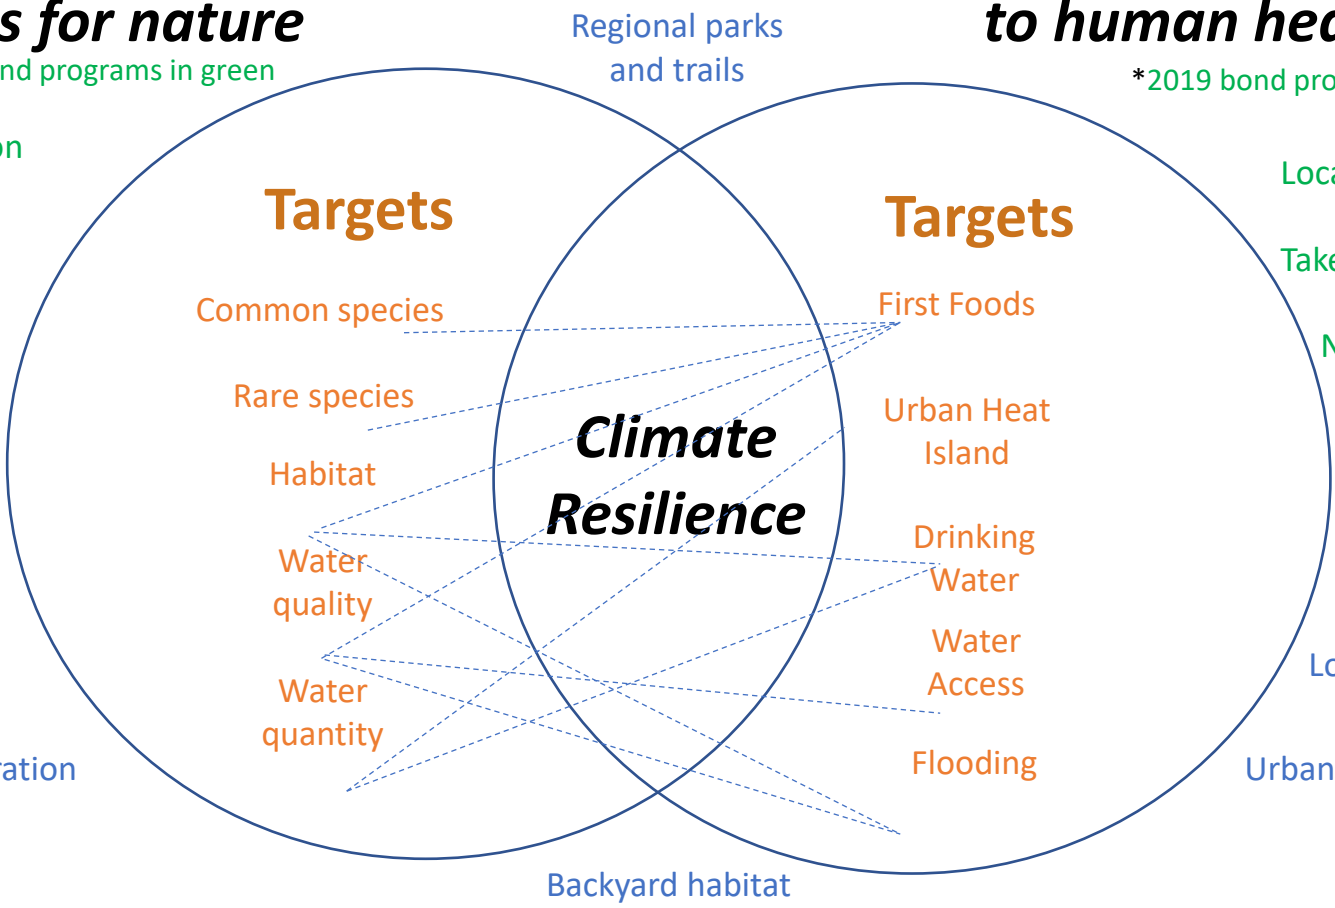 s for nature
nd programs in green
on
Regional parks
and trails
to human hea
*2019 bond pro
Loca
Take
N
Targets
Common species
Rare species
Habitat
Water
quality
Water
quantity
Climate
Resilience
Targets
First Foods
Urban Heat
Island
Drinking
Water
Water
Access
Flooding
Lo
ration
Urban
Backyard habitat